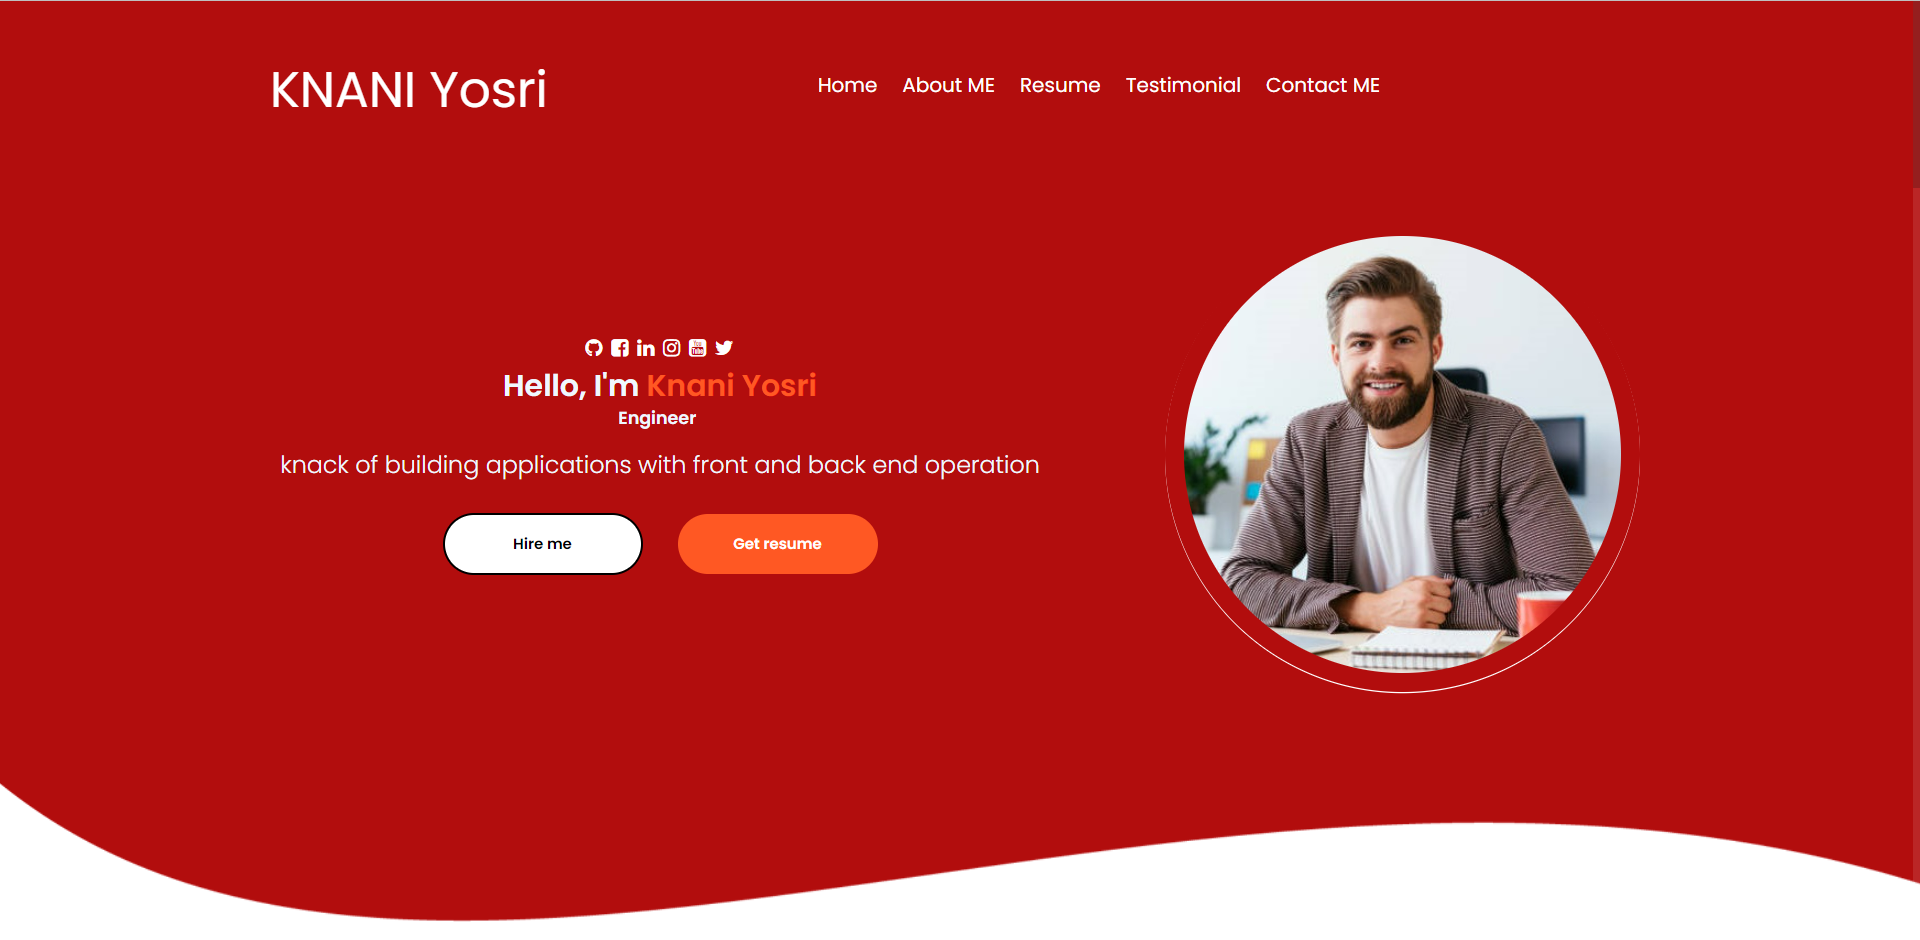 KNANI Yosri
Home About ME Resume Testimonial Contact ME
Hello, I'm Knani Yosri
Engineer
knack of building applications with front and back end operation
Hire me Get resume